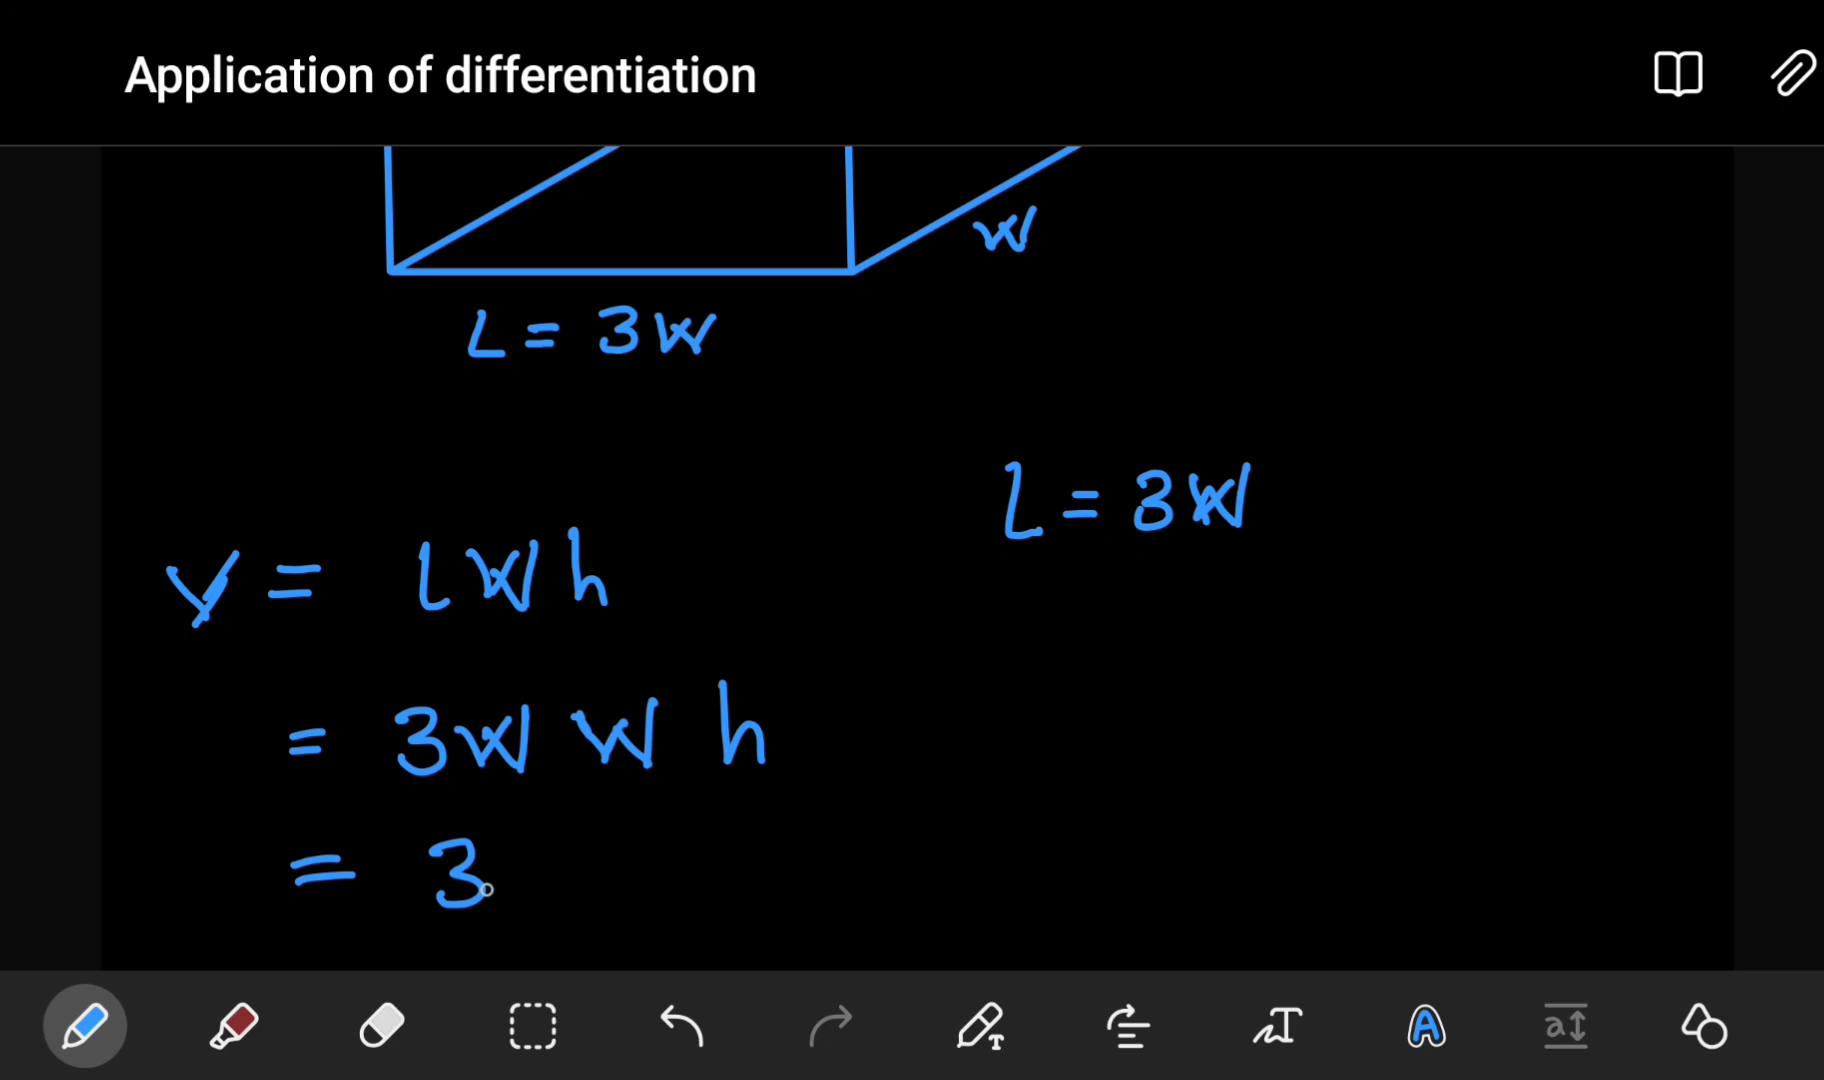 Application of differentiation
W
L = 3W
L = 3W
V = LWh
= 3W W h
= 3
T
T
A
a